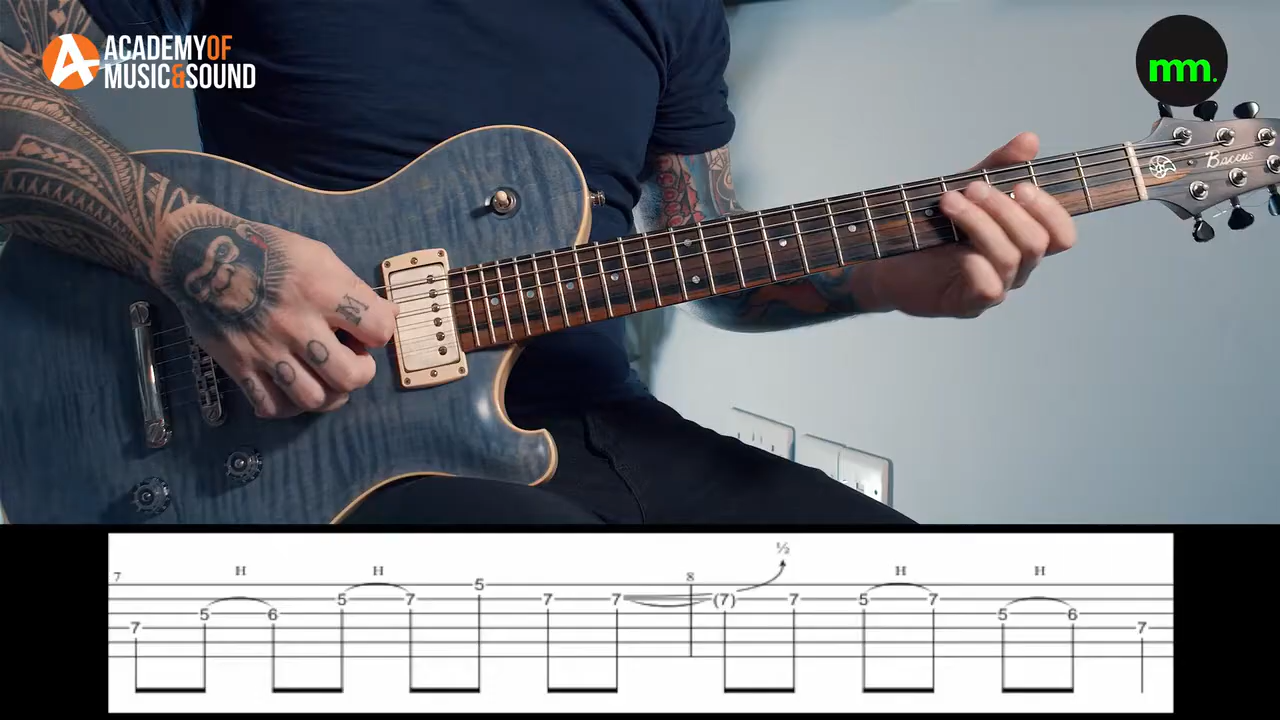 ACADEMY OF
MUSIC&SOUND
mm.
Baccus
M
O
O
½
7 H H 8 H H
7 5 6 5 7 5 7 7 (7) 7 5 7 5 6 7